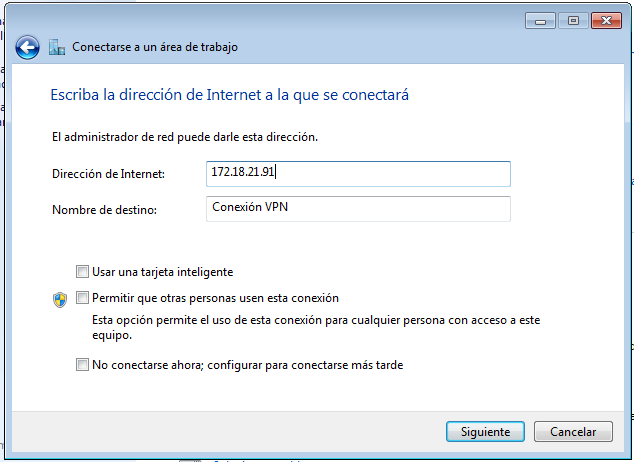 Conectarse a un área de trabajo
Escriba la dirección de Internet a la que se conectará
El administrador de red puede darle esta dirección.
Dirección de Internet: 172.18.21.91
Nombre de destino: Conexión VPN
Usar una tarjeta inteligente
Permitir que otras personas usen esta conexión
Esta opción permite el uso de esta conexión para cualquier persona con acceso a este
equipo.
No conectarse ahora; configurar para conectarse más tarde
Siguiente Cancelar